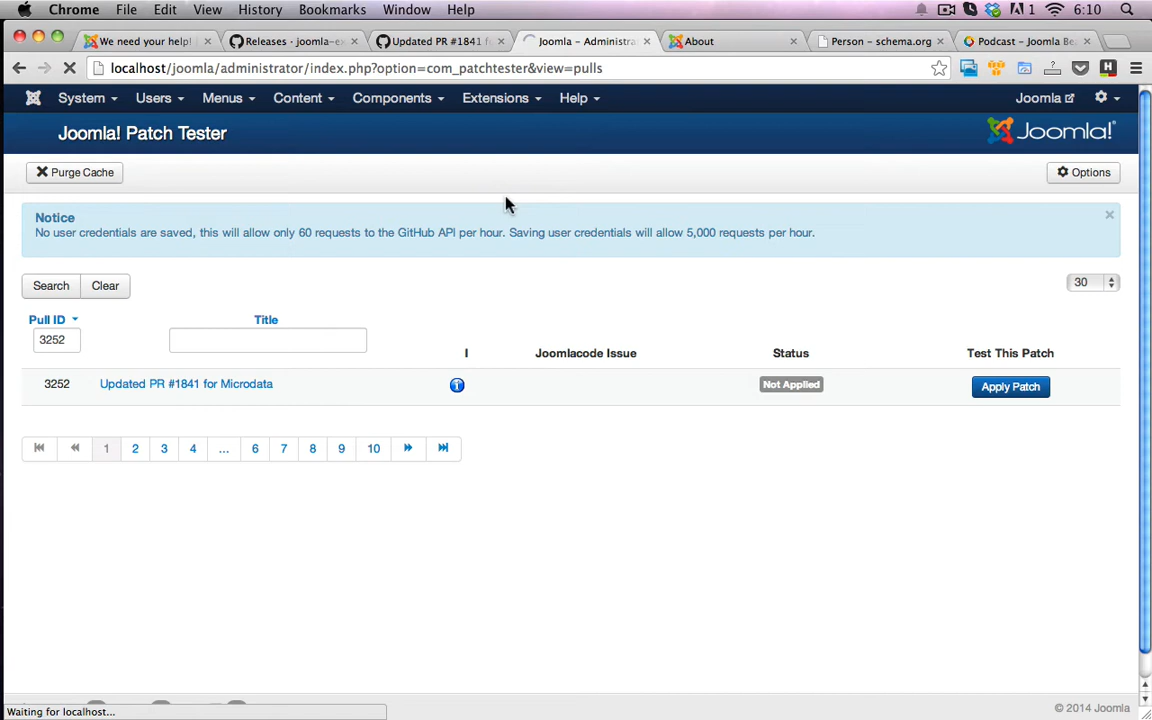 Chrome File Edit View History Bookmarks Window Help 1 6:10
We need your help! Releases · joomla-ex Updated PR #1841 f Joomla – Administra About Person – schema.org Podcast – Joomla Be
localhost/joomla/administrator/index.php?option=com_patchtester&view=pulls
System Users Menus Content Components Extensions Help Joomla
Joomla! Patch Tester Joomla!®
Purge Cache Options
Notice
No user credentials are saved, this will allow only 60 requests to the GitHub API per hour. Saving user credentials will allow 5,000 requests per hour.
Search Clear 30
Pull ID Title
3252
I Joomlacode Issue Status Test This Patch
3252 Updated PR #1841 for Microdata Not Applied Apply Patch
1 2 3 4 ... 6 7 8 9 10
© 2014 Joomla
Waiting for localhost...